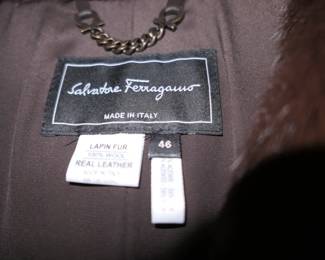 Salvatore Ferragamo
MADE IN ITALY
46
LAPIN FUR
100% WOOL
REAL LEATHER